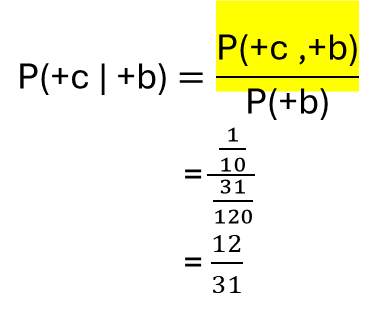 P(+c | +b) = P(+c ,+b) / P(+b)
= 1/10 / 31/120
= 12/31